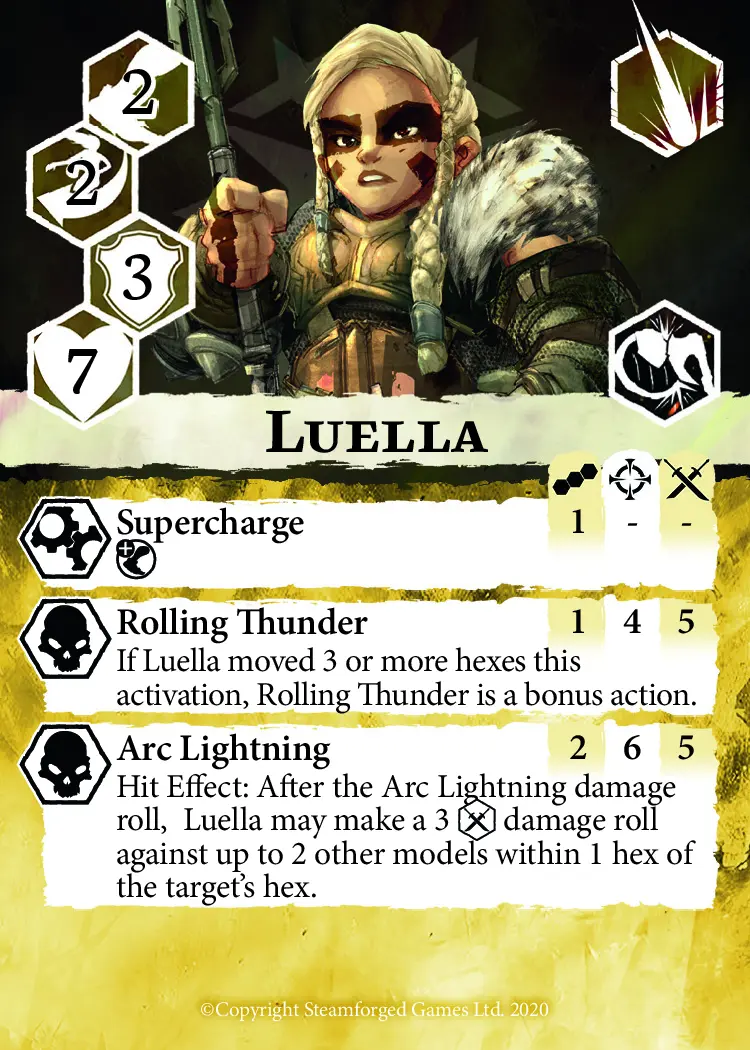 2
2
3
7
Luella
Supercharge 1 - -
Rolling Thunder 1 4 5
If Luella moved 3 or more hexes this
activation, Rolling Thunder is a bonus action.
Arc Lightning 2 6 5
Hit Effect: After the Arc Lightning damage
roll, Luella may make a 3 damage roll
against up to 2 other models within 1 hex of
the target's hex.
©Copyright Steamforged Games Ltd. 2020